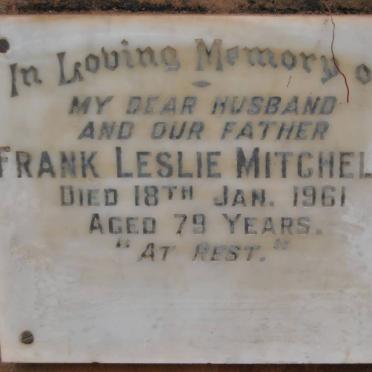 In Loving Memory o
MY DEAR HUSBAND
AND OUR FATHER
FRANK LESLIE MITCHEL
DIED 18TH JAN. 1961
AGED 79 YEARS.
"AT REST."